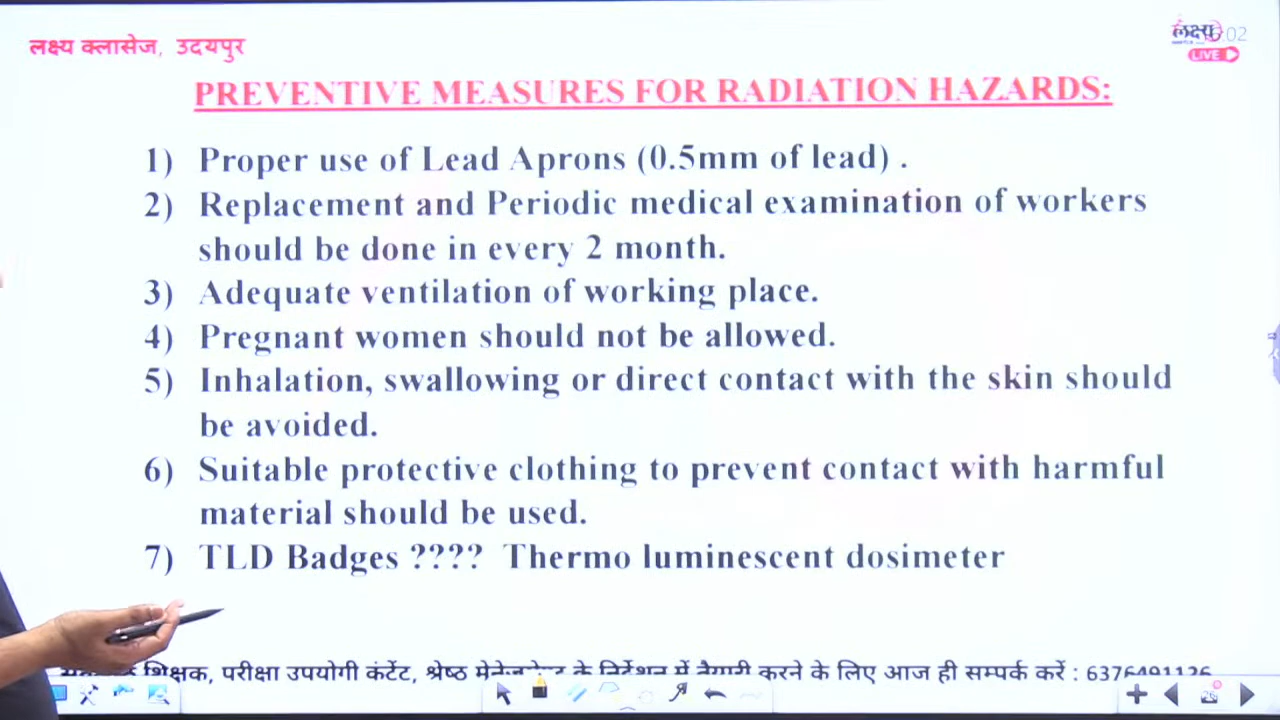 लक्ष्य क्लासेज, उदयपुर
लक्ष्य
:02
LIVE
PREVENTIVE MEASURES FOR RADIATION HAZARDS:
1) Proper use of Lead Aprons (0.5mm of lead) .
2) Replacement and Periodic medical examination of workers
should be done in every 2 month.
3) Adequate ventilation of working place.
4) Pregnant women should not be allowed.
5) Inhalation, swallowing or direct contact with the skin should
be avoided.
6) Suitable protective clothing to prevent contact with harmful
material should be used.
7) TLD Badges ???? Thermo luminescent dosimeter
शिक्षक, परीक्षा उपयोगी कंटेंट, श्रेष्ठ मेनेजमेन्ट के निर्देशन में तैयारी करने के लिए आज ही सम्पर्क करें : 6376491126
26